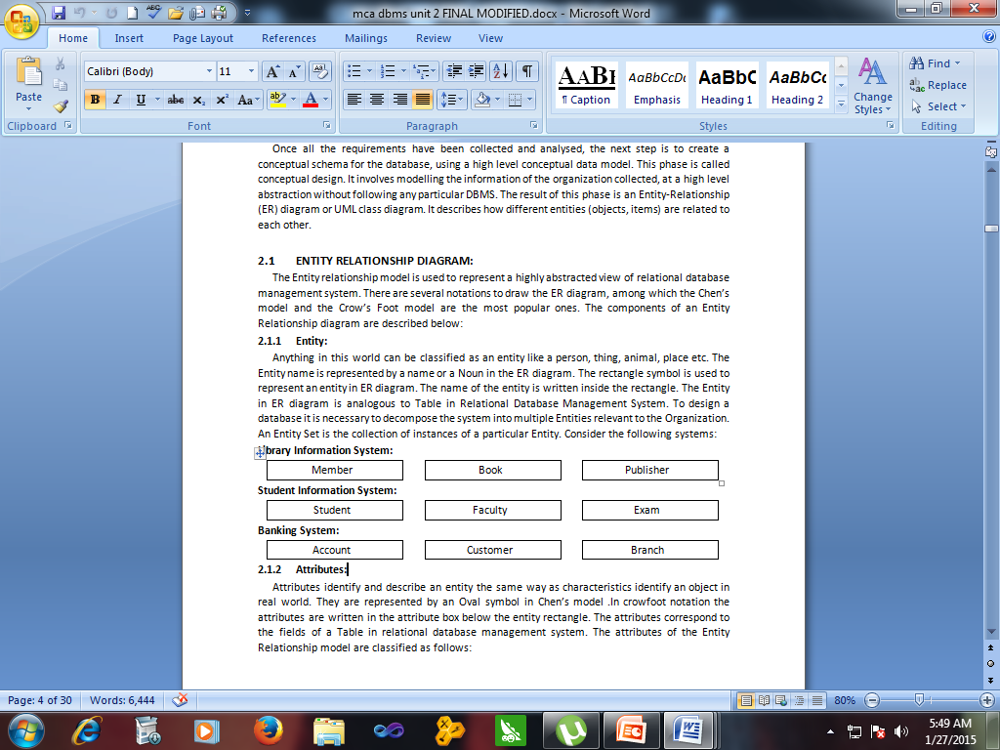 mca dbms unit 2 FINAL MODIFIED.docx - Microsoft Word
Home Insert Page Layout References Mailings Review View
Paste
Clipboard
Calibri (Body) 11
Font
Paragraph
AABI AaBbCcDc AaBbC AaBbCc
¶ Caption Emphasis Heading 1 Heading 2
Change Styles
Styles
Find
Replace
Select
Editing
Once all the requirements have been collected and analysed, the next step is to create a
conceptual schema for the database, using a high level conceptual data model. This phase is called
conceptual design. It involves modelling the information of the organization collected, at a high level
abstraction without following any particular DBMS. The result of this phase is an Entity-Relationship
(ER) diagram or UML class diagram. It describes how different entities (objects, items) are related to
each other.
2.1 ENTITY RELATIONSHIP DIAGRAM:
The Entity relationship model is used to represent a highly abstracted view of relational database
management system. There are several notations to draw the ER diagram, among which the Chen's
model and the Crow's Foot model are the most popular ones. The components of an Entity
Relationship diagram are described below:
2.1.1 Entity:
Anything in this world can be classified as an entity like a person, thing, animal, place etc. The
Entity name is represented by a name or a Noun in the ER diagram. The rectangle symbol is used to
represent an entity in ER diagram. The name of the entity is written inside the rectangle. The Entity
in ER diagram is analogous to Table in Relational Database Management System. To design a
database it is necessary to decompose the system into multiple Entities relevant to the Organization.
An Entity Set is the collection of instances of a particular Entity. Consider the following systems:
brary Information System:
Member Book Publisher
Student Information System:
Student Faculty Exam
Banking System:
Account Customer Branch
2.1.2 Attributes:
Attributes identify and describe an entity the same way as characteristics identify an object in
real world. They are represented by an Oval symbol in Chen's model .In crowfoot notation the
attributes are written in the attribute box below the entity rectangle. The attributes correspond to
the fields of a Table in relational database management system. The attributes of the Entity
Relationship model are classified as follows:
Page: 4 of 30 Words: 6,444 80%
5:49 AM
1/27/2015